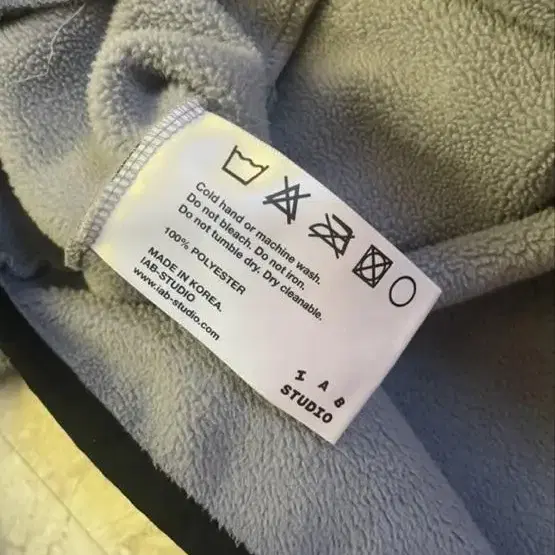 Cold hand or machine wash.
Do not bleach. Do not iron.
Do not tumble dry. Dry cleanable.
100% POLYESTER
MADE IN KOREA.
IAB-STUDIO
www.iab-studio.com
I A B
STUDIO